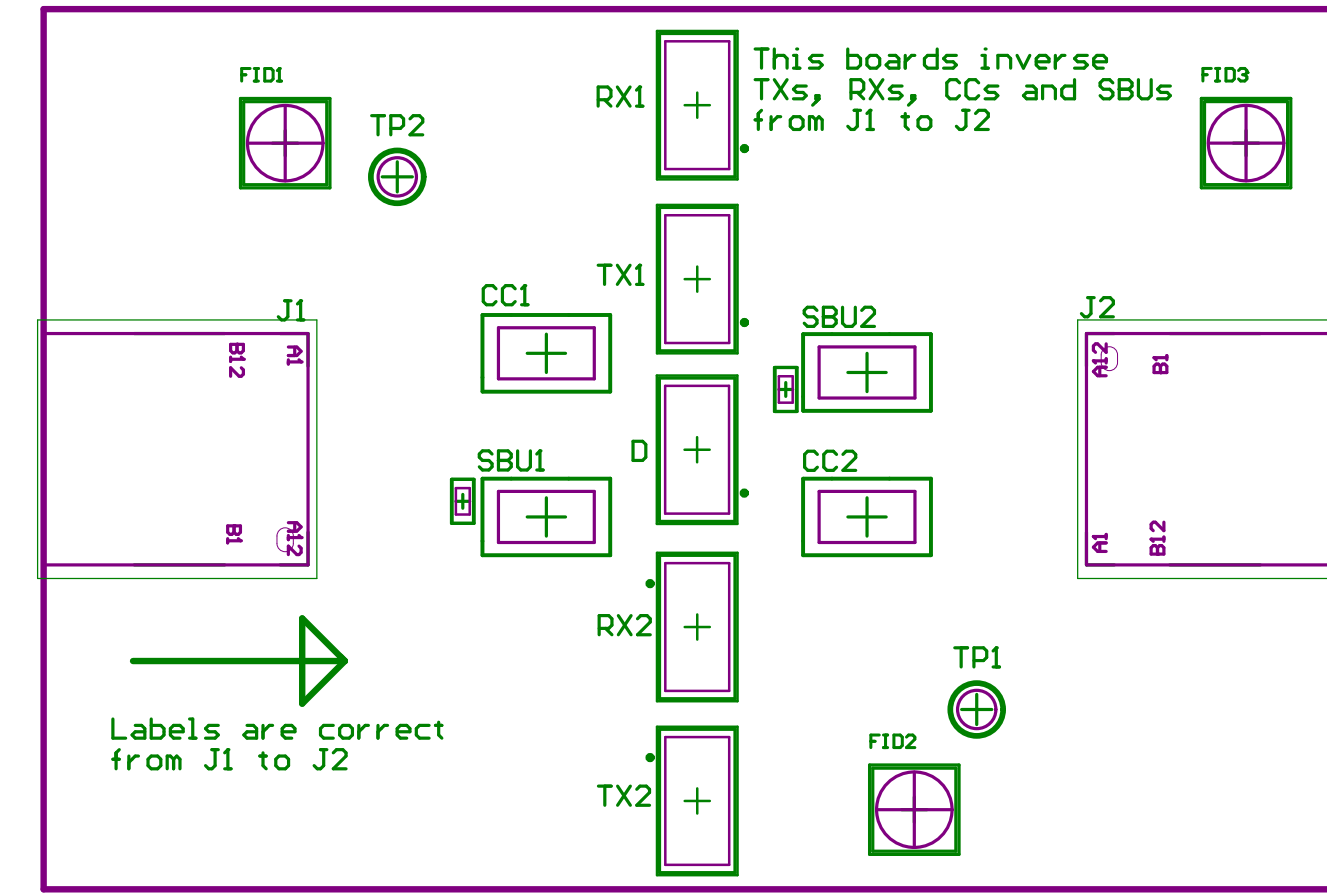 This boards inverse
TXs, RXs, CCs and SBUs
from J1 to J2
FID1
FID3
RX1
TP2
TX1
CC1
SBU2
J1
J2
B12
A1
A12
B1
D
SBU1
CC2
B1
A12
A1
B12
RX2
TP1
Labels are correct
from J1 to J2
FID2
TX2